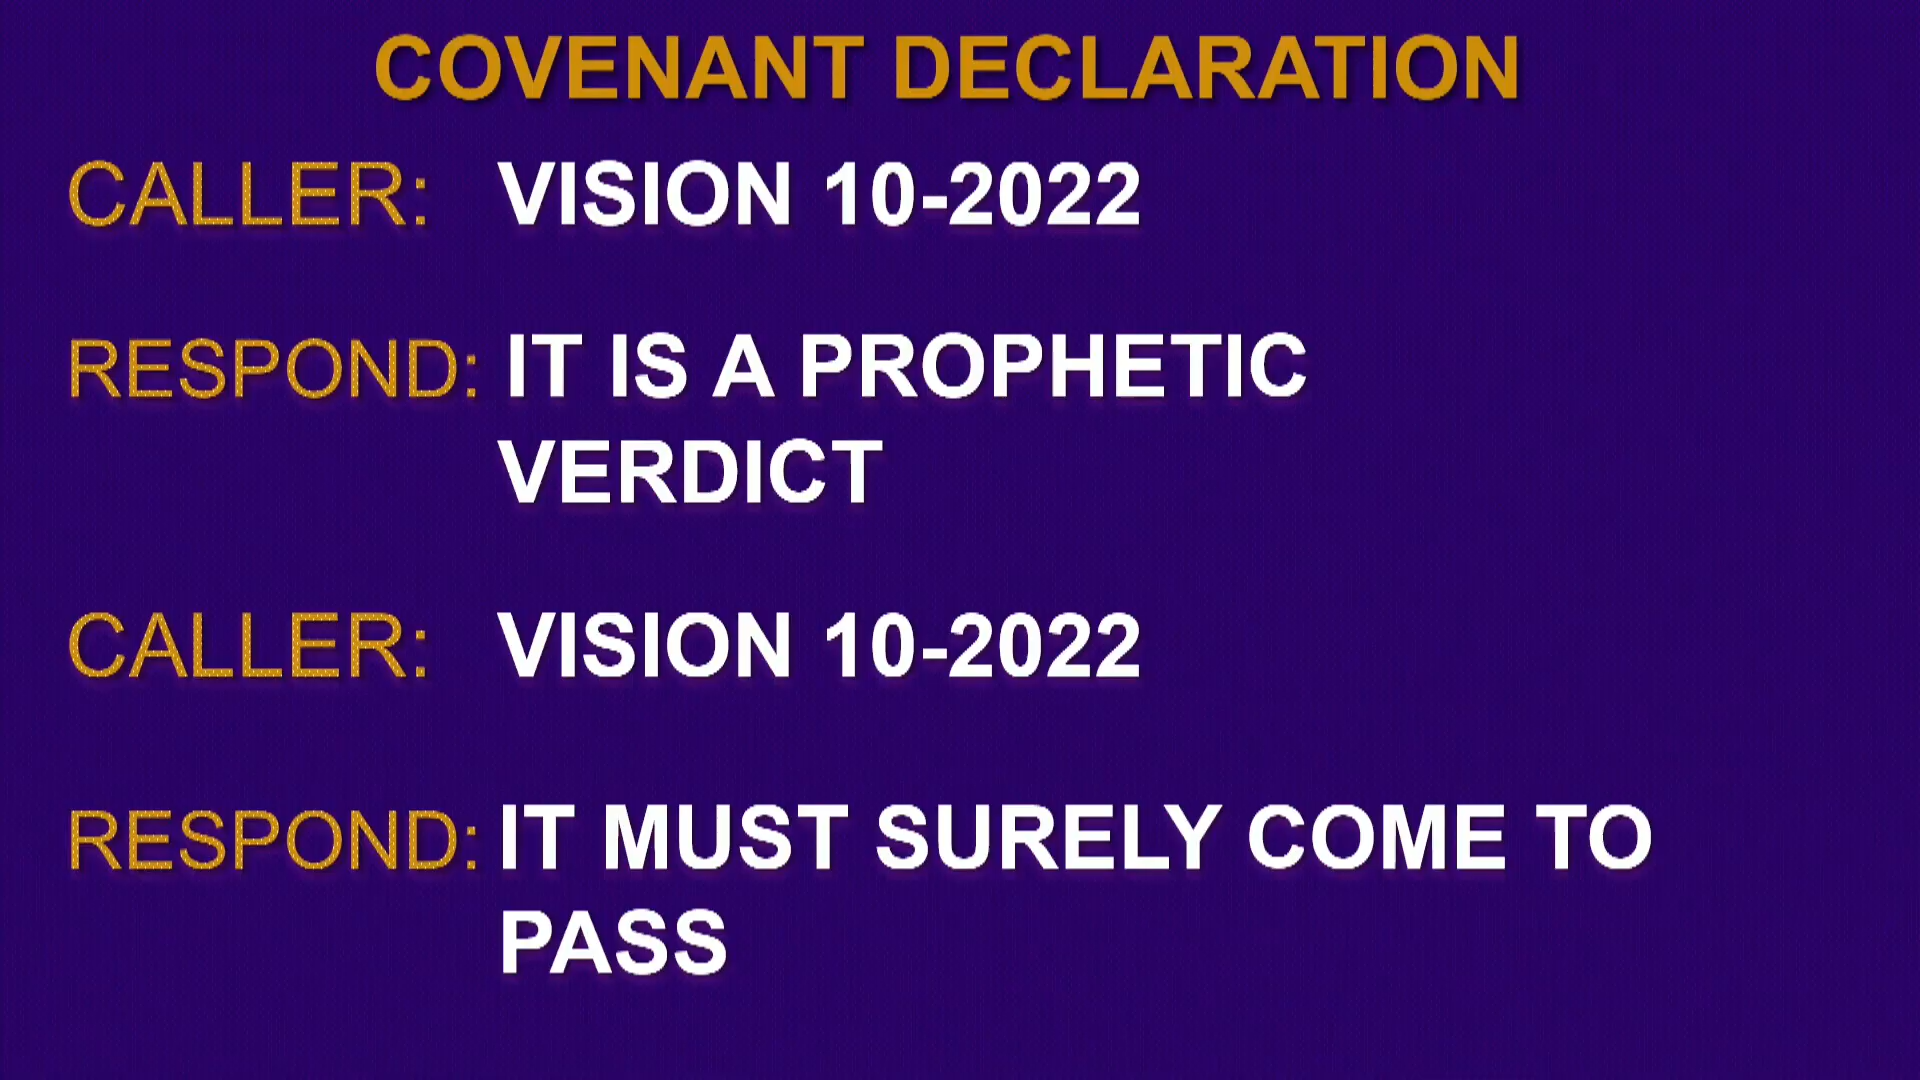 COVENANT DECLARATION
CALLER: VISION 10-2022
RESPOND: IT IS A PROPHETIC
VERDICT
CALLER: VISION 10-2022
RESPOND: IT MUST SURELY COME TO
PASS